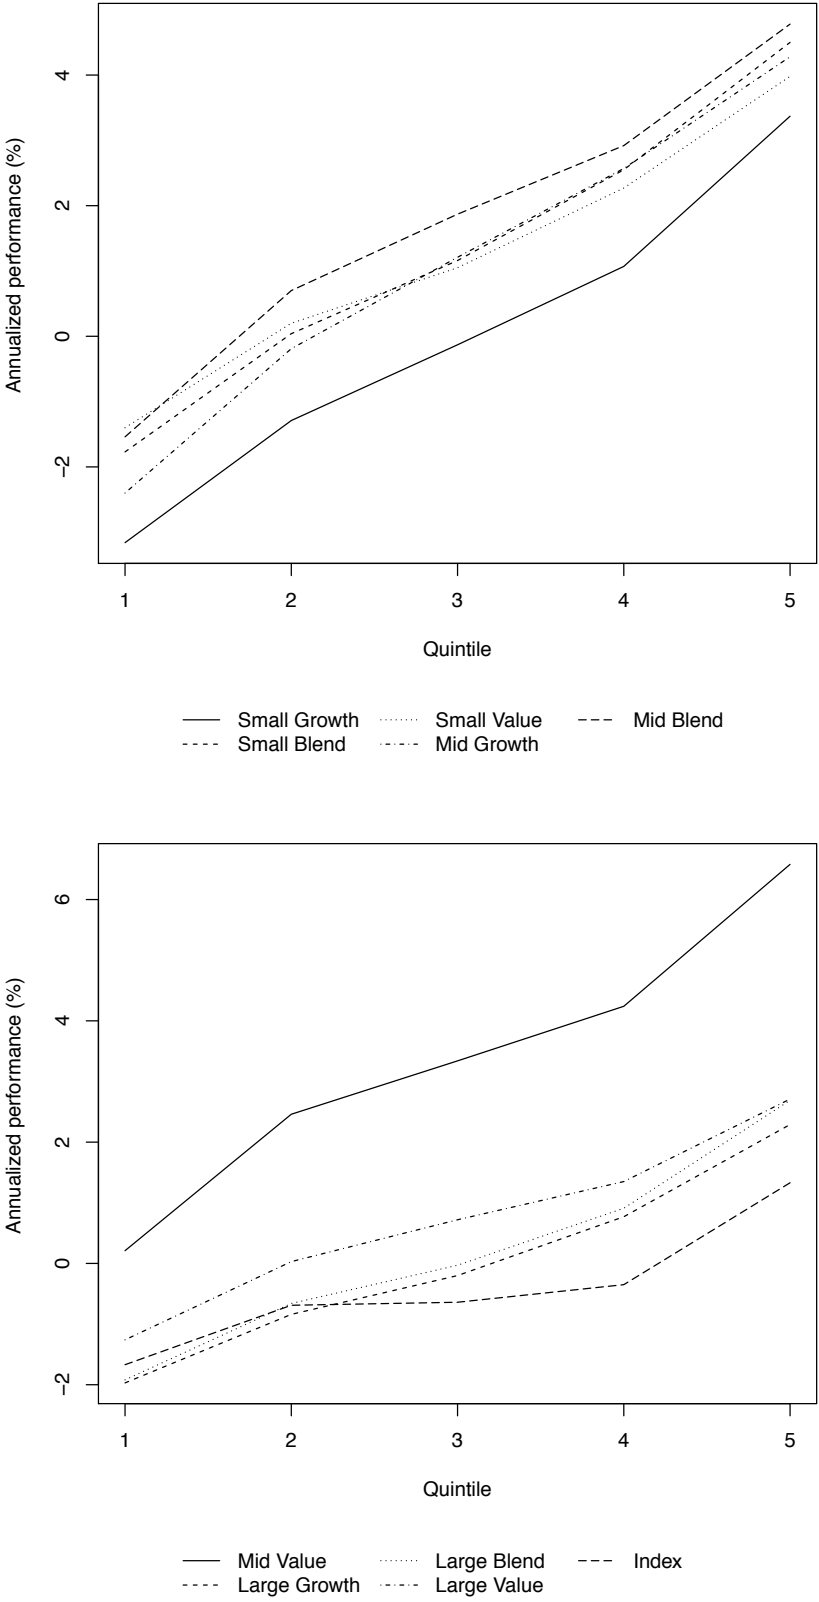 Annualized performance (%)
4
2
0
−2
1 2 3 4 5
Quintile
Small Growth Small Value Mid Blend
Small Blend Mid Growth
Annualized performance (%)
6
4
2
0
−2
1 2 3 4 5
Quintile
Mid Value Large Blend Index
Large Growth Large Value